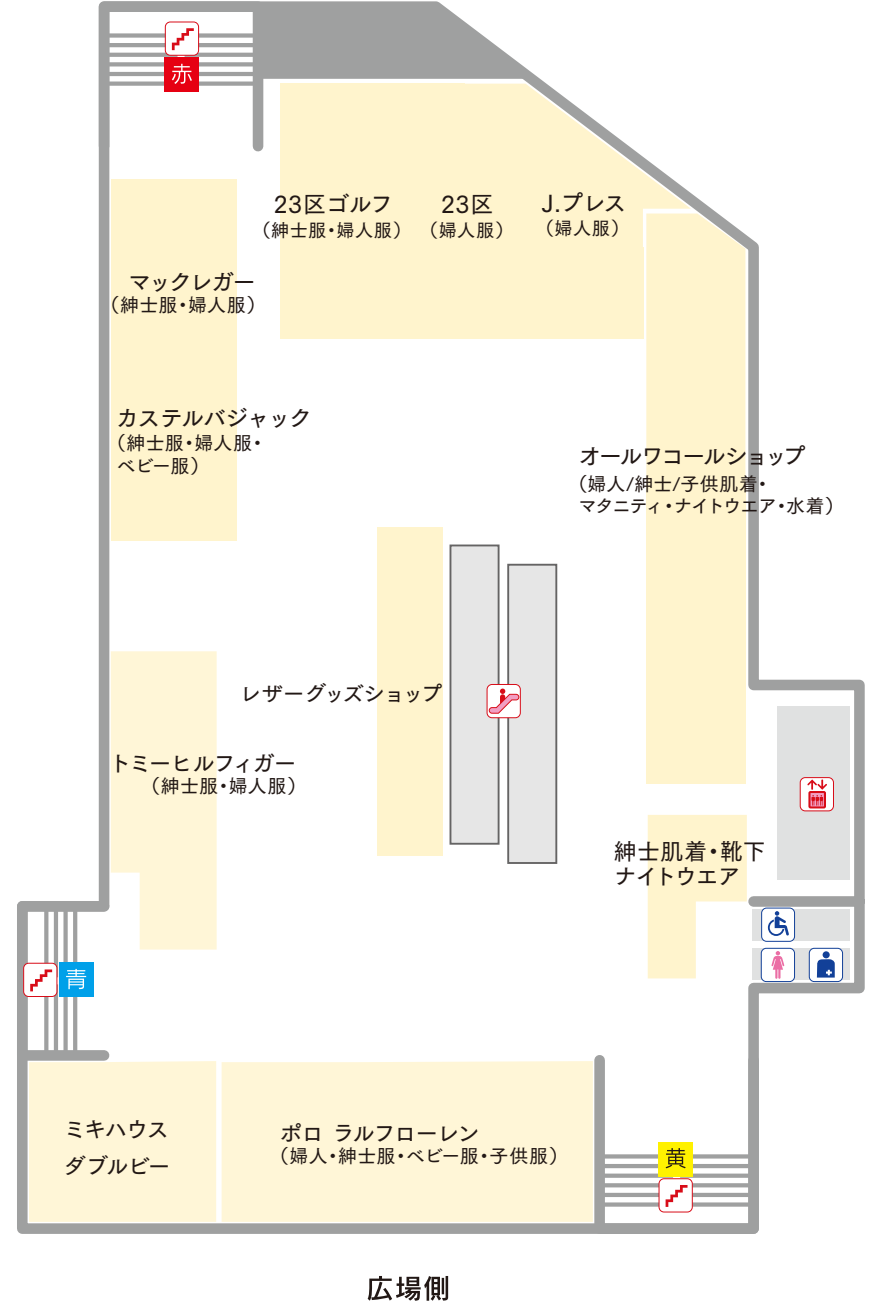 赤
23区ゴルフ
（紳士服・婦人服）
23区
（婦人服）
J.プレス
（婦人服）
マックレガー
（紳士服・婦人服）
カステルバジャック
（紳士服・婦人服・
ベビー服）
オールワコールショップ
（婦人/紳士/子供肌着・
マタニティ・ナイトウエア・水着）
レザーグッズショップ
トミーヒルフィガー
（紳士服・婦人服）
紳士肌着・靴下
ナイトウエア
青
ミキハウス
ダブルビー
ポロ ラルフローレン
（婦人・紳士服・ベビー服・子供服）
黄
広場側